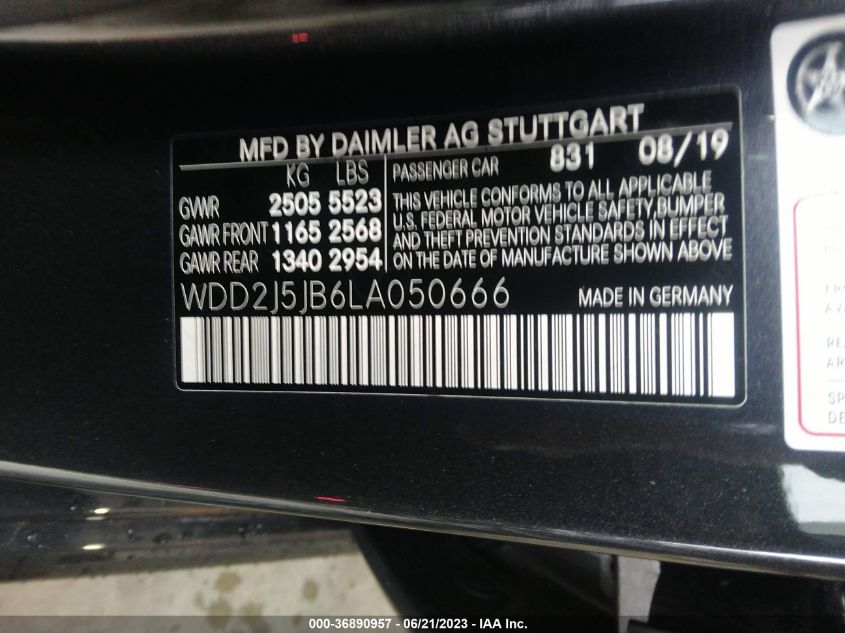 MFD BY DAIMLER AG STUTTGART
KG LBS
GVWR 2505 5523
GAWR FRONT 1165 2568
GAWR REAR 1340 2954
PASSENGER CAR 831 08/19
THIS VEHICLE CONFORMS TO ALL APPLICABLE
U.S. FEDERAL MOTOR VEHICLE SAFETY,BUMPER
AND THEFT PREVENTION STANDARDS IN EFFECT
ON THE DATE OF MANUFACTURE SHOWN ABOVE
WDD2J5JB6LA050666 MADE IN GERMANY
SP
DE
000-36890957 - 06/21/2023 - IAA Inc.